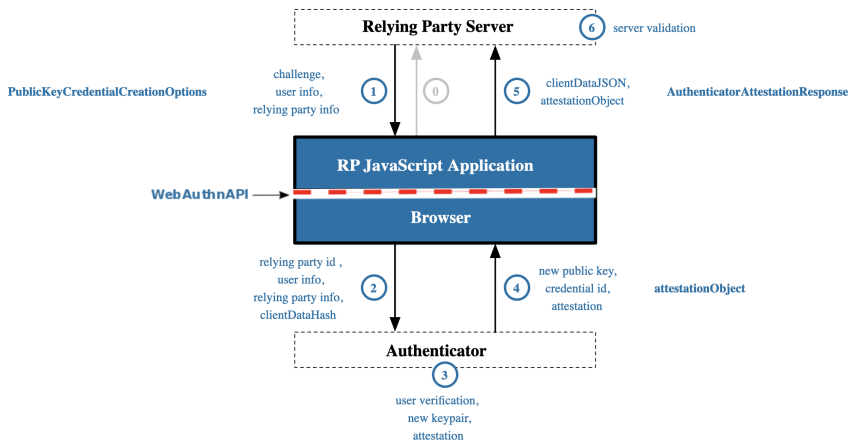 Relying Party Server
6
server validation
PublicKeyCredentialCreationOptions
challenge,
user info,
relying party info
1
0
5
clientDataJSON,
attestationObject
AuthenticatorAttestationResponse
RP JavaScript Application
WebAuthnAPI
Browser
relying party id ,
user info,
relying party info,
clientDataHash
2
4
new public key,
credential id,
attestation
attestationObject
Authenticator
3
user verification,
new keypair,
attestation